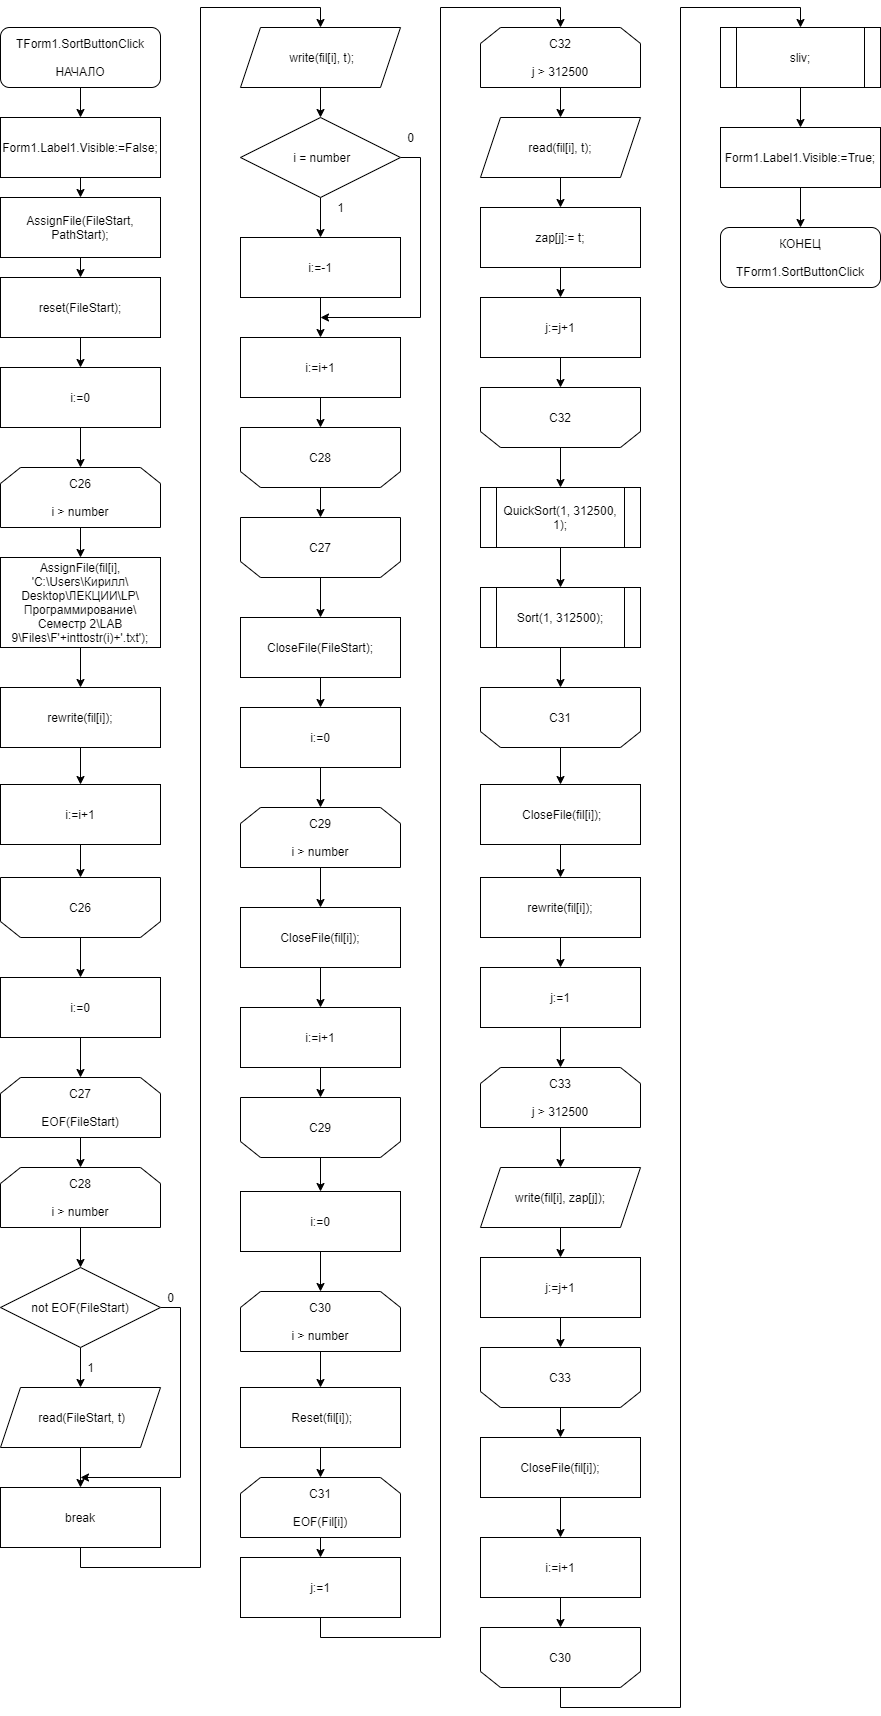 TForm1.SortButtonClick
НАЧАЛО
Form1.Label1.Visible:=False;
AssignFile(FileStart,
PathStart);
reset(FileStart);
i:=0
C26
i > number
AssignFile(fil[i],
'C:\Users\Кирилл\
Desktop\ЛЕКЦИИ\LP\
Программирование\
Семестр 2\LAB
9\Files\F'+inttostr(i)+'.txt');
rewrite(fil[i]);
i:=i+1
C26
i:=0
C27
EOF(FileStart)
C28
i > number
not EOF(FileStart)
0
1
read(FileStart, t)
break
write(fil[i], t);
i = number
0
1
i:=-1
i:=i+1
C28
C27
CloseFile(FileStart);
i:=0
C29
i > number
CloseFile(fil[i]);
i:=i+1
C29
i:=0
C30
i > number
Reset(fil[i]);
C31
EOF(Fil[i])
j:=1
C32
j > 312500
read(fil[i], t);
zap[j]:= t;
j:=j+1
C32
QuickSort(1, 312500,
1);
Sort(1, 312500);
C31
CloseFile(fil[i]);
rewrite(fil[i]);
j:=1
C33
j > 312500
write(fil[i], zap[j]);
j:=j+1
C33
CloseFile(fil[i]);
i:=i+1
C30
sliv;
Form1.Label1.Visible:=True;
КОНЕЦ
TForm1.SortButtonClick